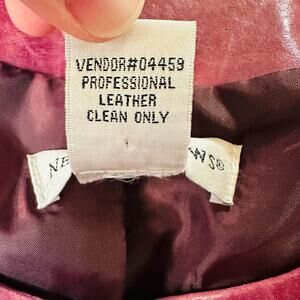 VENDOR#04459
PROFESSIONAL
LEATHER
CLEAN ONLY